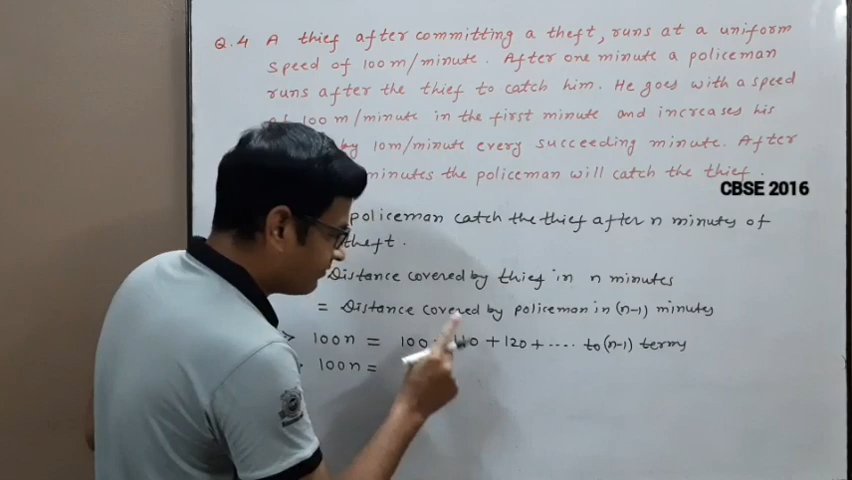 Q.4 A thief after committing a theft, runs at a uniform
speed of 100 m/minute. After one minute a policeman
runs after the thief to catch him. He goes with a speed
100 m/minute in the first minute and increases his
by 10m/minute every succeeding minute. After
minutes the policeman will catch the thief.
CBSE 2016
policeman catch the thief after n minutes of
theft.
Distance covered by thief in n minutes
= Distance covered by policeman in (n-1) minutes
100n = 100 110 + 120 + .... to (n-1) terms
100n =